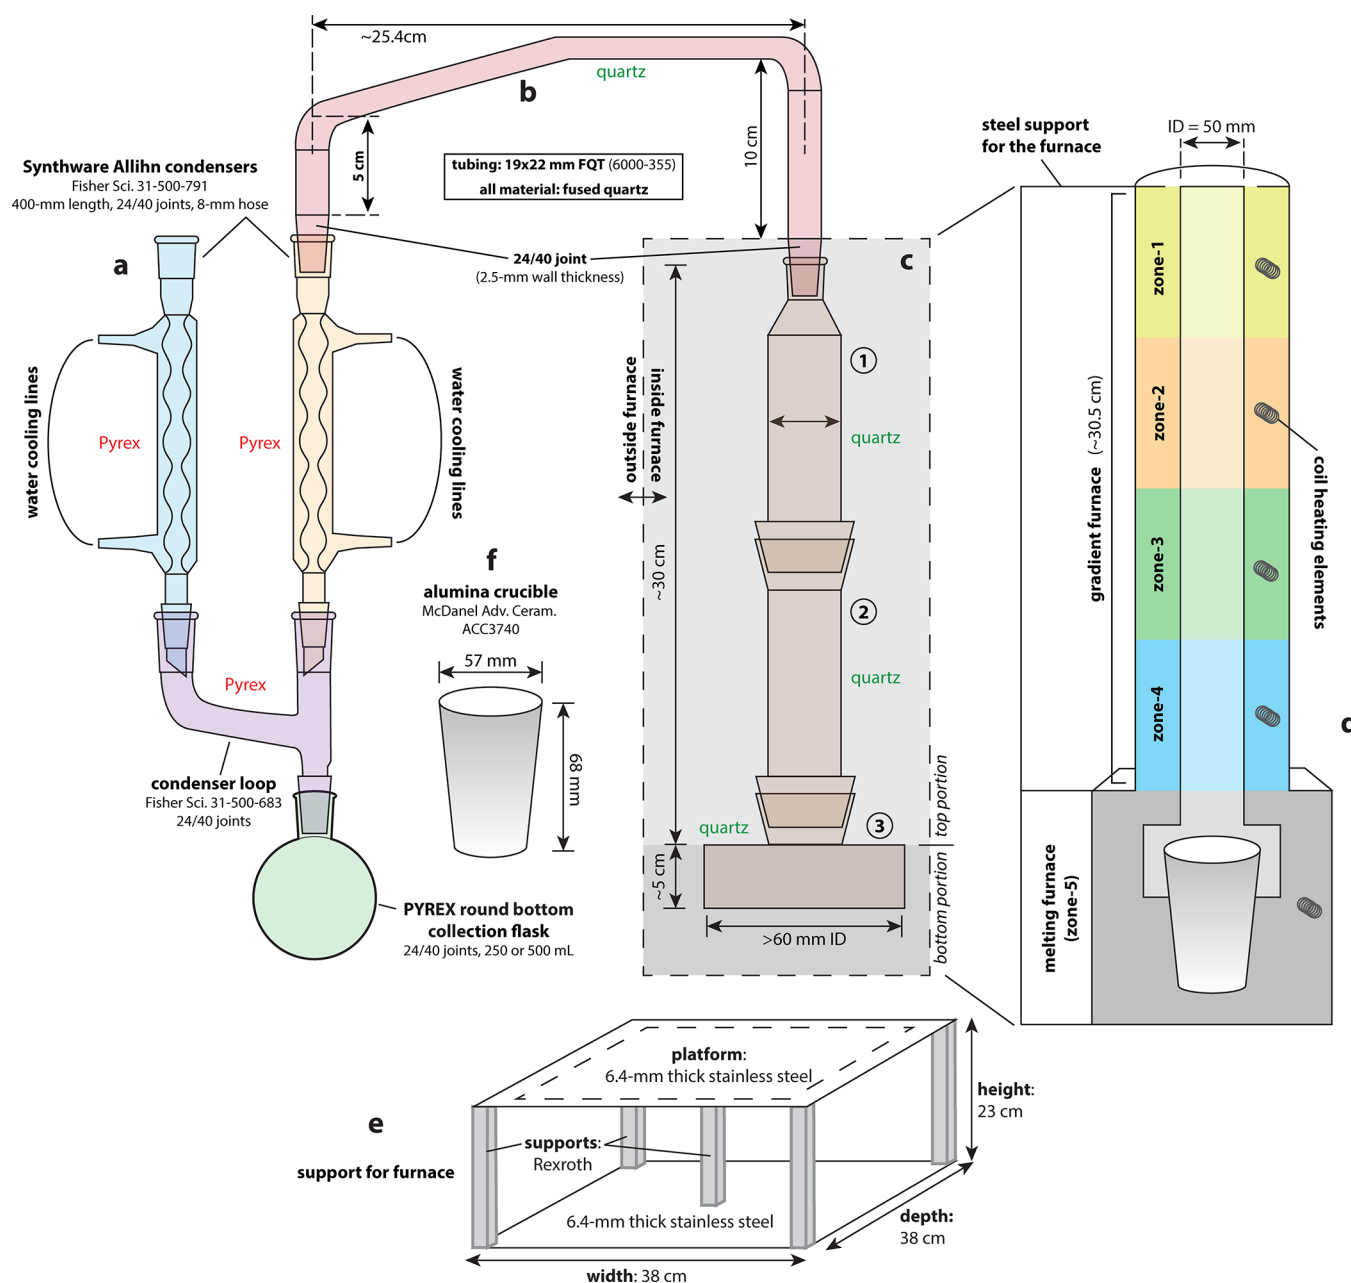 ~25.4cm
quartz
b
10 cm
5 cm
tubing: 19x22 mm FQT (6000-355)
all material: fused quartz
Synthware Allihn condensers
Fisher Sci. 31-500-791
400-mm length, 24/40 joints, 8-mm hose
a
24/40 joint
(2.5-mm wall thickness)
water cooling lines
Pyrex
Pyrex
water cooling lines
Pyrex
condenser loop
Fisher Sci. 31-500-683
24/40 joints
PYREX round bottom
collection flask
24/40 joints, 250 or 500 mL
f
alumina crucible
McDanel Adv. Ceram.
ACC3740
57 mm
68 mm
c
outside furnace
inside furnace
~30 cm
1
quartz
2
quartz
quartz
3
~5 cm
>60 mm ID
top portion
bottom portion
steel support
for the furnace
ID = 50 mm
gradient furnace (~30.5 cm)
zone-1
zone-2
zone-3
zone-4
coil heating elements
d
melting furnace
(zone-5)
e
support for furnace
platform:
6.4-mm thick stainless steel
supports:
Rexroth
6.4-mm thick stainless steel
height:
23 cm
depth:
38 cm
width: 38 cm